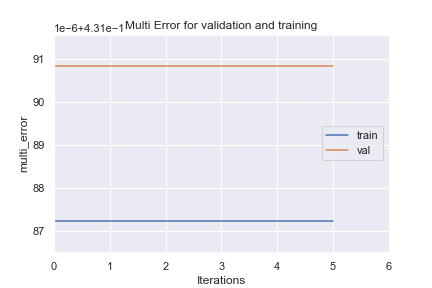 1e−6+4.31e−1
Multi Error for validation and training
91
90
89
88
87
multi_error
train
val
0 1 2 3 4 5 6
Iterations